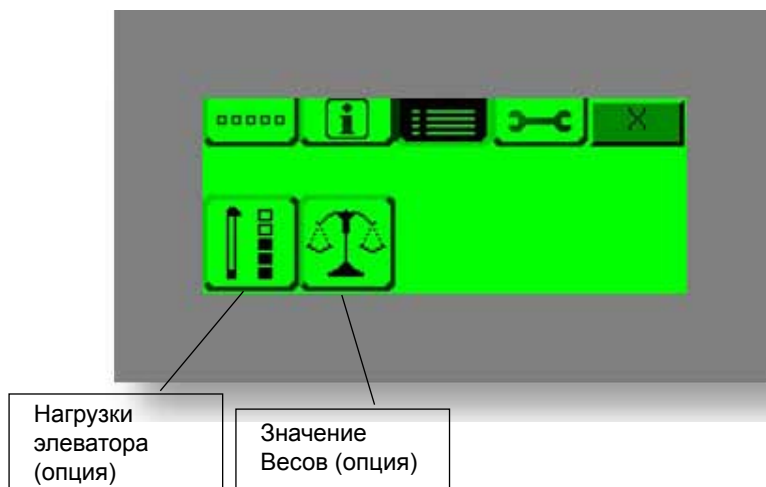 i
X
Нагрузки
элеватора
(опция)
Значение
Весов (опция)